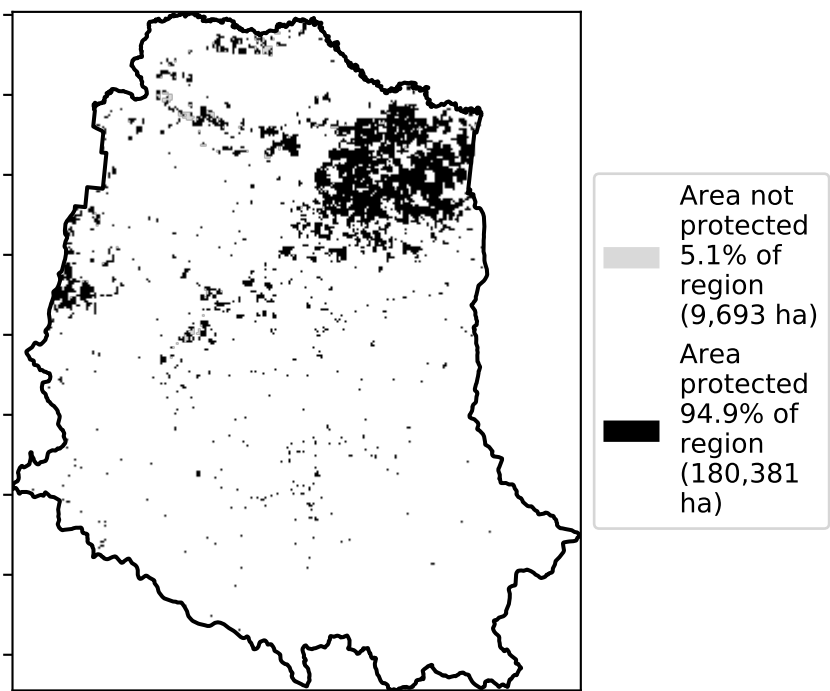 Area not
protected
5.1% of
region
(9,693 ha)
Area
protected
94.9% of
region
(180,381
ha)